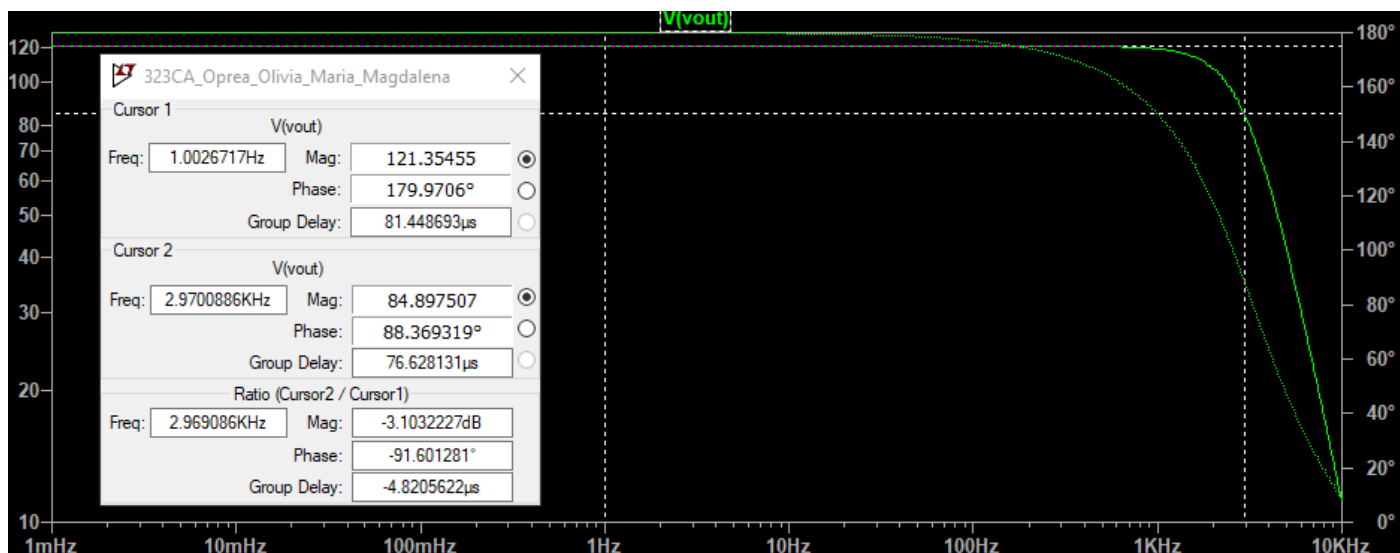 V(vout)
120
100
80
70
60
50
40
30
20
10
180°
160°
140°
120°
100°
80°
60°
40°
20°
0°
1mHz 10mHz 100mHz 1Hz 10Hz 100Hz 1KHz 10KHz
323CA_Oprea_Olivia_Maria_Magdalena
Cursor 1
V(vout)
Freq: 1.0026717Hz Mag: 121.35455
Phase: 179.9706°
Group Delay: 81.448693µs
Cursor 2
V(vout)
Freq: 2.9700886KHz Mag: 84.897507
Phase: 88.369319°
Group Delay: 76.628131µs
Ratio (Cursor2 / Cursor1)
Freq: 2.969086KHz Mag: -3.1032227dB
Phase: -91.601281°
Group Delay: -4.8205622µs